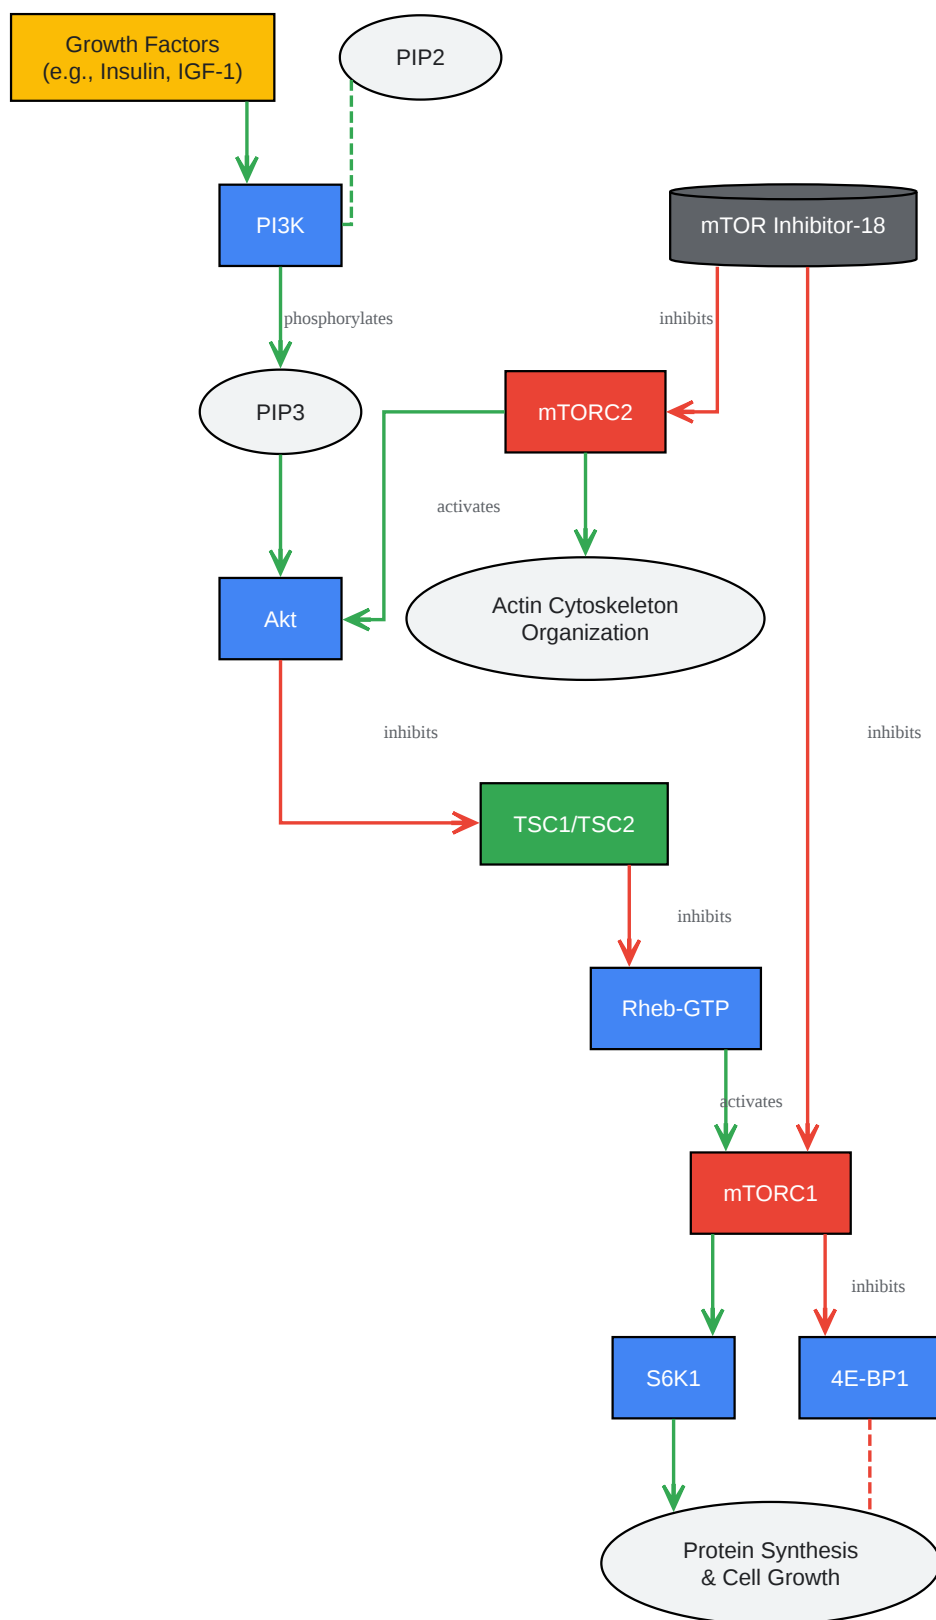 Growth Factors
(e.g., Insulin, IGF-1)
PIP2
PI3K
mTOR Inhibitor-18
phosphorylates
inhibits
PIP3
mTORC2
activates
Akt
Actin Cytoskeleton
Organization
inhibits
inhibits
TSC1/TSC2
inhibits
Rheb-GTP
activates
mTORC1
inhibits
S6K1
4E-BP1
Protein Synthesis
& Cell Growth